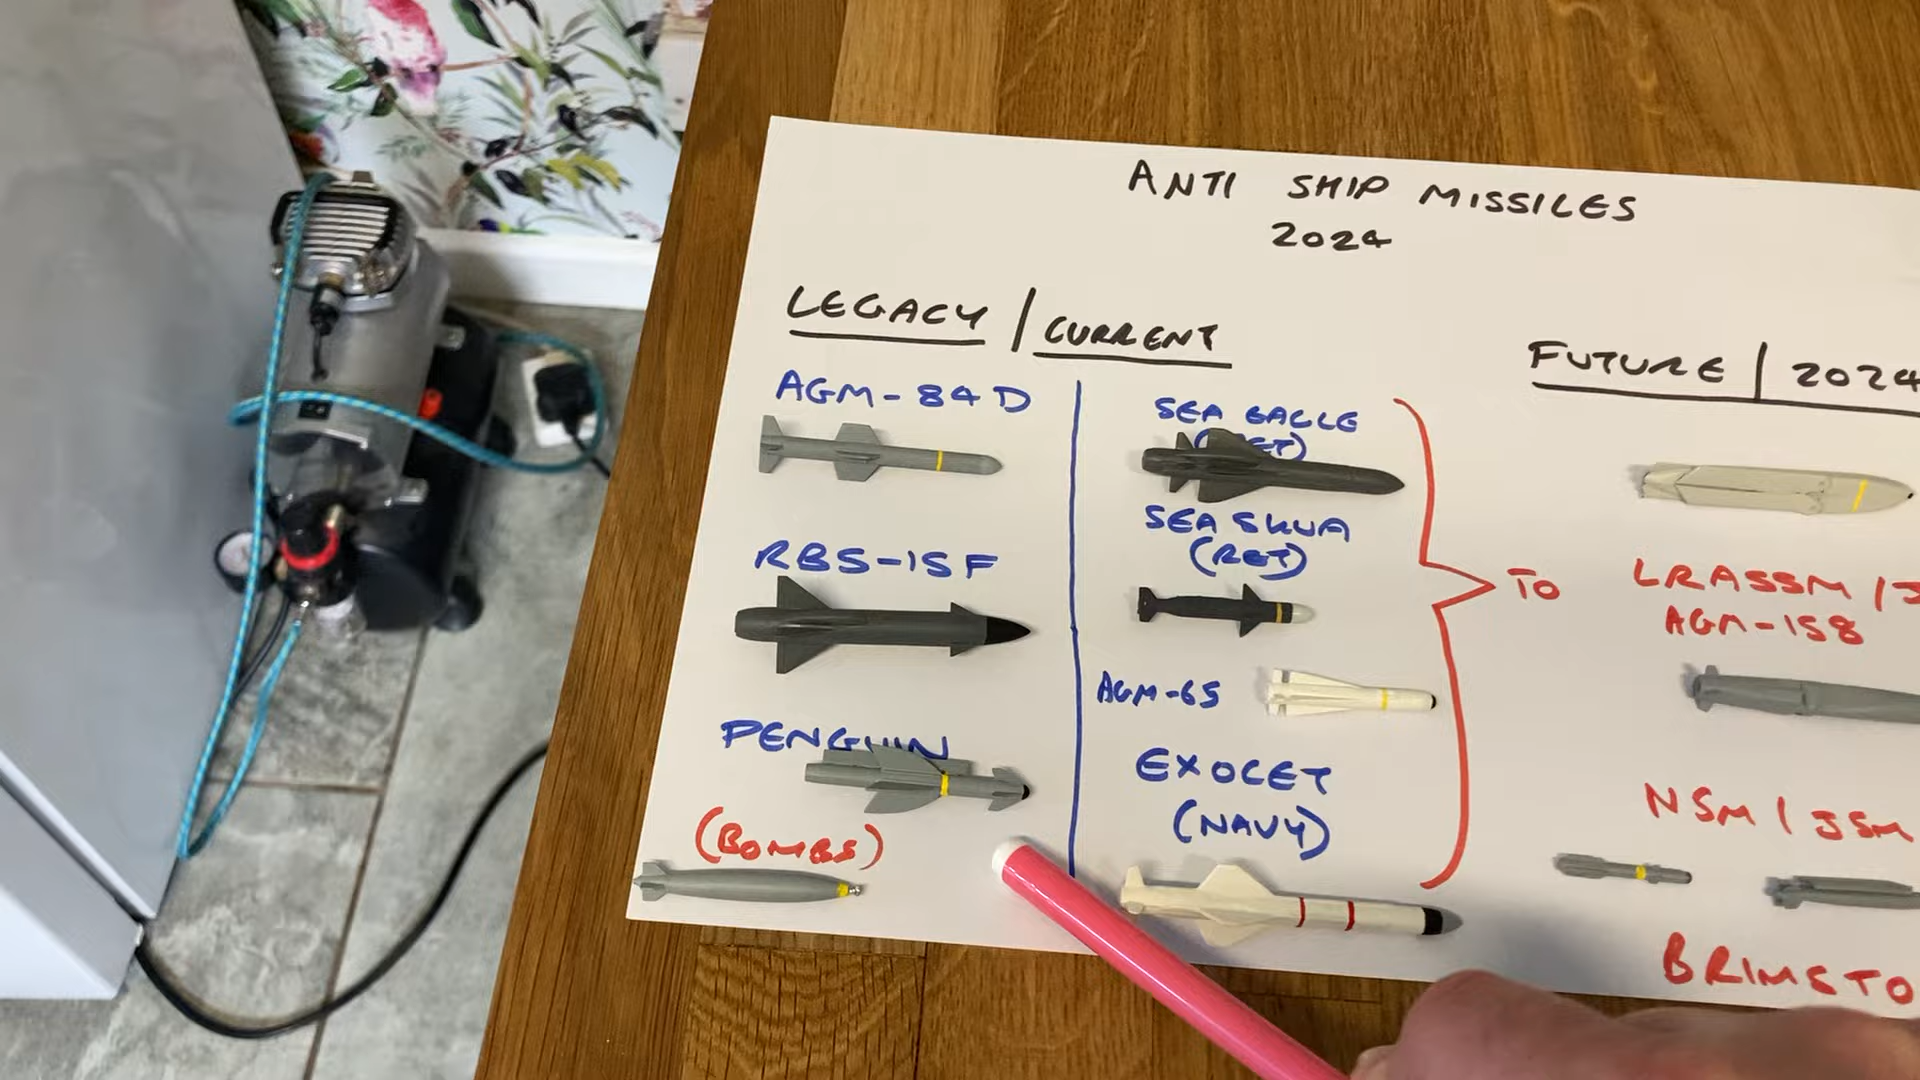 ANTI SHIP MISSILES
2024
LEGACY / CURRENT
AGM-84D
RBS-15F
PENGUIN
(BOMBS)
SEA EAGLE
SEA SKUA
(RET)
AGM-65
EXOCET
(NAVY)
TO
FUTURE / 2024
LRASSM /
AGM-158
NSM / JSM